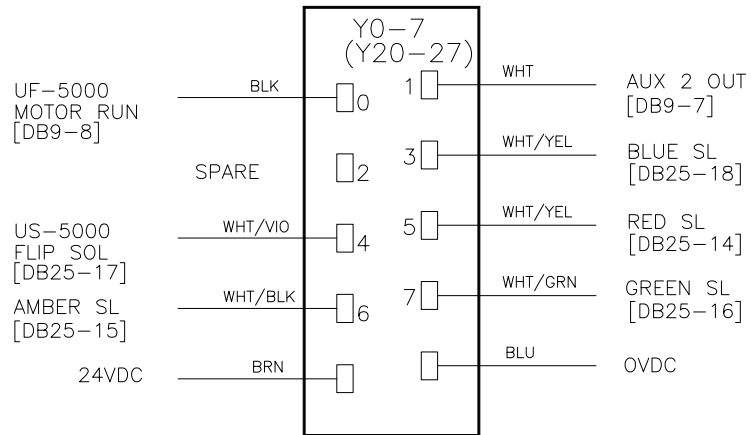 Y0-7
(Y20-27)
UF-5000
MOTOR RUN
[DB9-8]
BLK
0
1
WHT
AUX 2 OUT
[DB9-7]
SPARE
2
3
WHT/YEL
BLUE SL
[DB25-18]
US-5000
FLIP SOL
[DB25-17]
WHT/VIO
4
5
WHT/YEL
RED SL
[DB25-14]
AMBER SL
[DB25-15]
WHT/BLK
6
7
WHT/GRN
GREEN SL
[DB25-16]
24VDC
BRN
BLU
0VDC